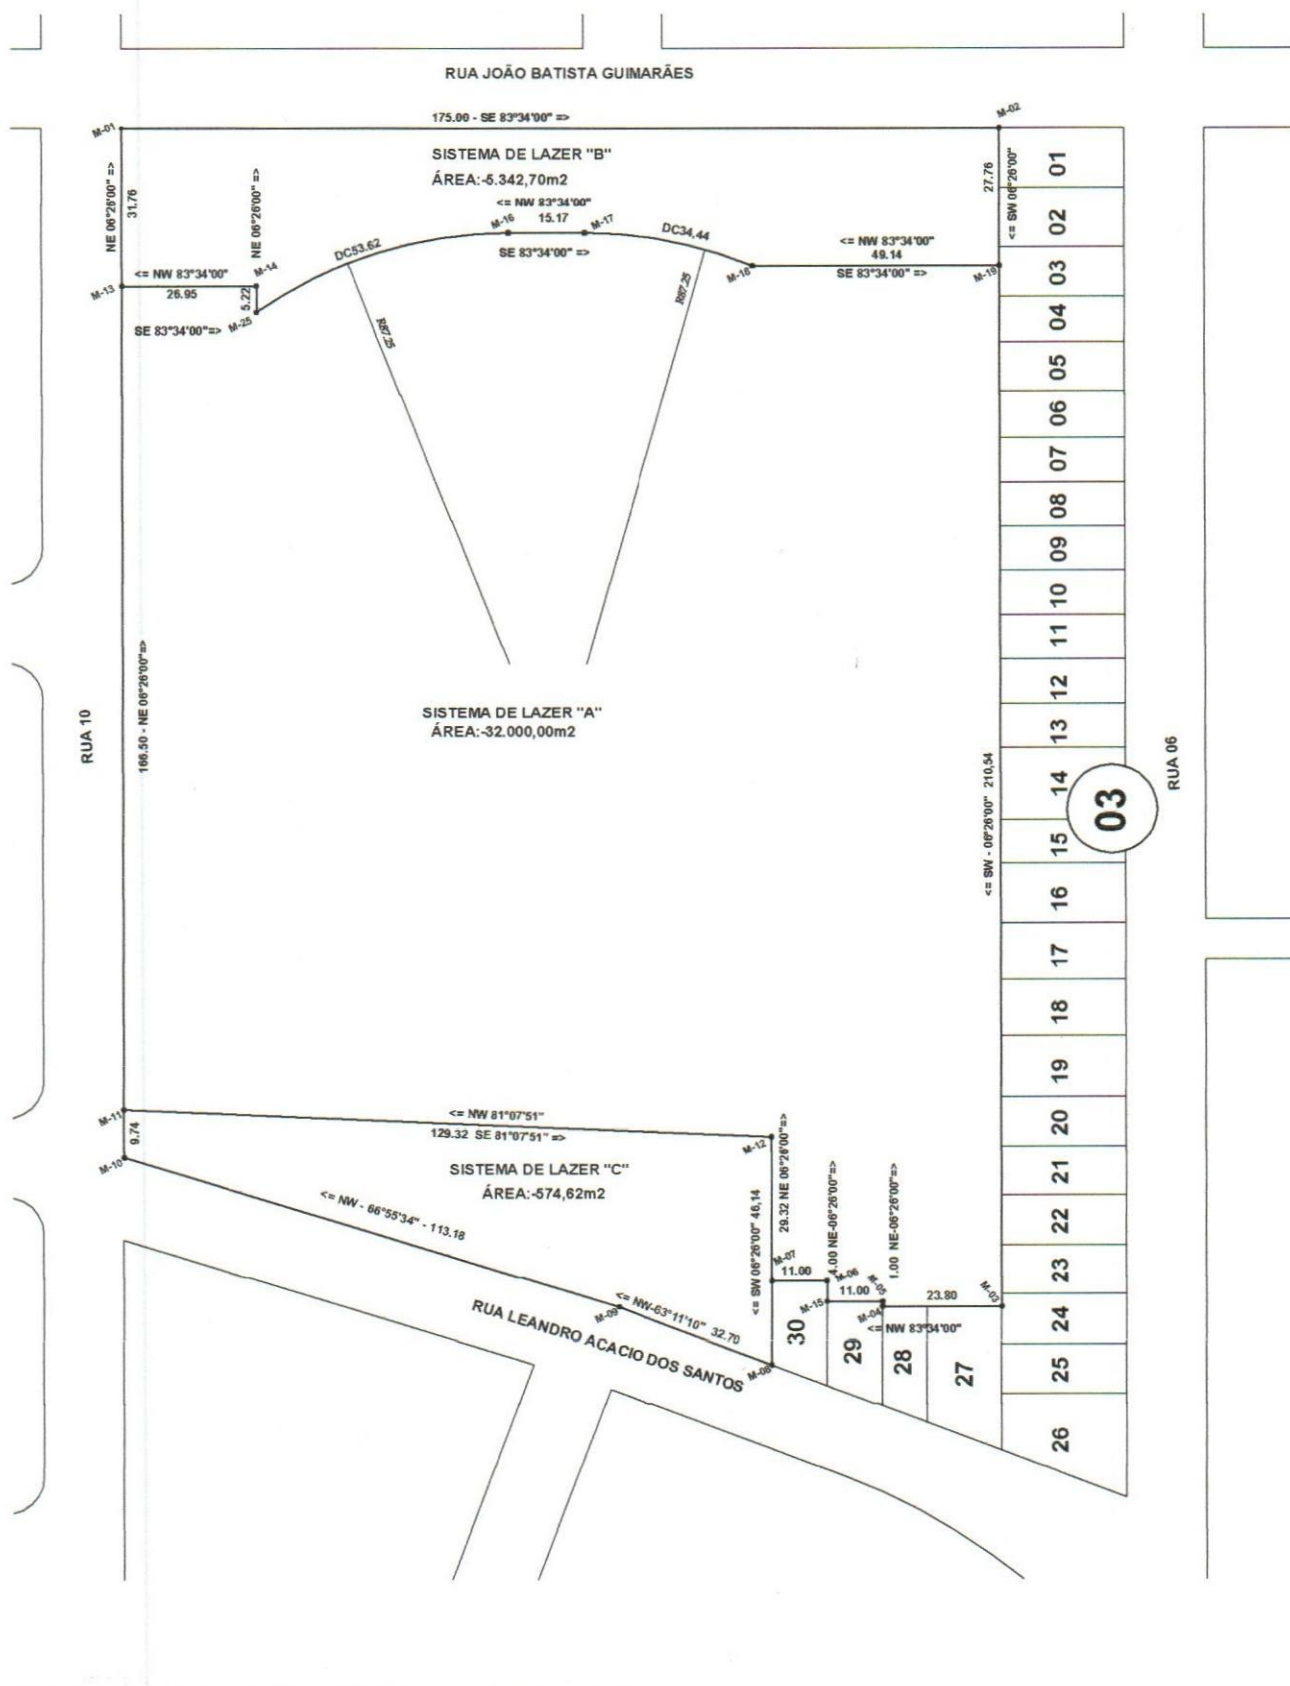 RUA JOÃO BATISTA GUIMARÃES
M-01
175.00 - SE 83°34'00" =>
M-02
SISTEMA DE LAZER "B"
ÁREA:-5.342,70m2
NE 06°26'00" =>
31.76
NE 06°26'00" =>
27.76
<= SW 06°26'00"
<= NW 83°34'00"
M-16
15.17
M-17
SE 83°34'00" =>
DC53.62
DC34,44
<= NW 83°34'00"
49.14
SE 83°34'00" =>
M-18
M-19
<= NW 83°34'00"
M-14
M-13
26.95
5.22
SE 83°34'00"=>
M-25
R87.25
R87.25
01
02
03
04
05
06
07
08
09
10
11
12
13
14
15
16
17
18
19
20
21
22
23
24
25
26
03
RUA 06
RUA 10
166.50 - NE 06°26'00"=>
SISTEMA DE LAZER "A"
ÁREA:-32.000,00m2
<= SW - 06°26'00" 210,54
M-11
9.74
M-10
<= NW 81°07'51"
129.32 SE 81°07'51" =>
M-12
SISTEMA DE LAZER "C"
ÁREA:-574,62m2
<= NW - 66°55'34" - 113.18
<= SW 06°26'00" 46,14
29.32 NE 06°26'00"=>
M-07
11.00
4.00 NE-06°26'00"=>
M-06
11.00
M-15
M-05
1.00 NE-06°26'00"=>
M-04
23.80
M-03
<= NW 83°34'00"
M-09
<= NW-63°11'10" 32.70
M-08
RUA LEANDRO ACACIO DOS SANTOS
30
29
28
27